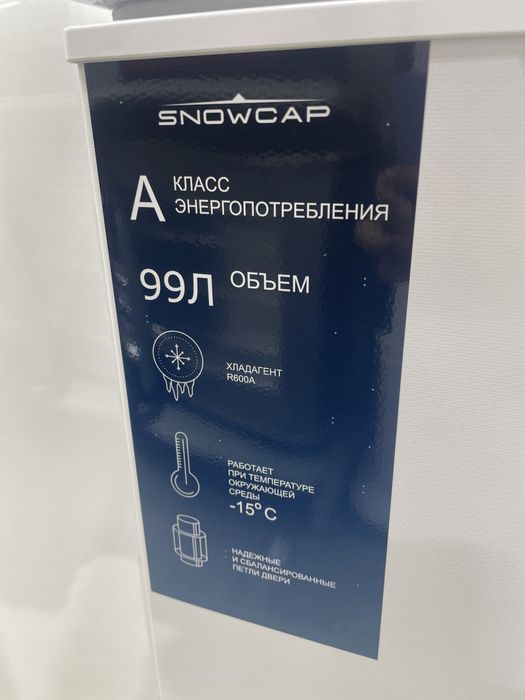 SNOWCAP
А КЛАСС
ЭНЕРГОПОТРЕБЛЕНИЯ
99Л ОБЪЕМ
ХЛАДАГЕНТ
R600A
РАБОТАЕТ
ПРИ ТЕМПЕРАТУРЕ
ОКРУЖАЮЩЕЙ
СРЕДЫ
-15° C
НАДЕЖНЫЕ
И СБАЛАНСИРОВАННЫЕ
ПЕТЛИ ДВЕРИ